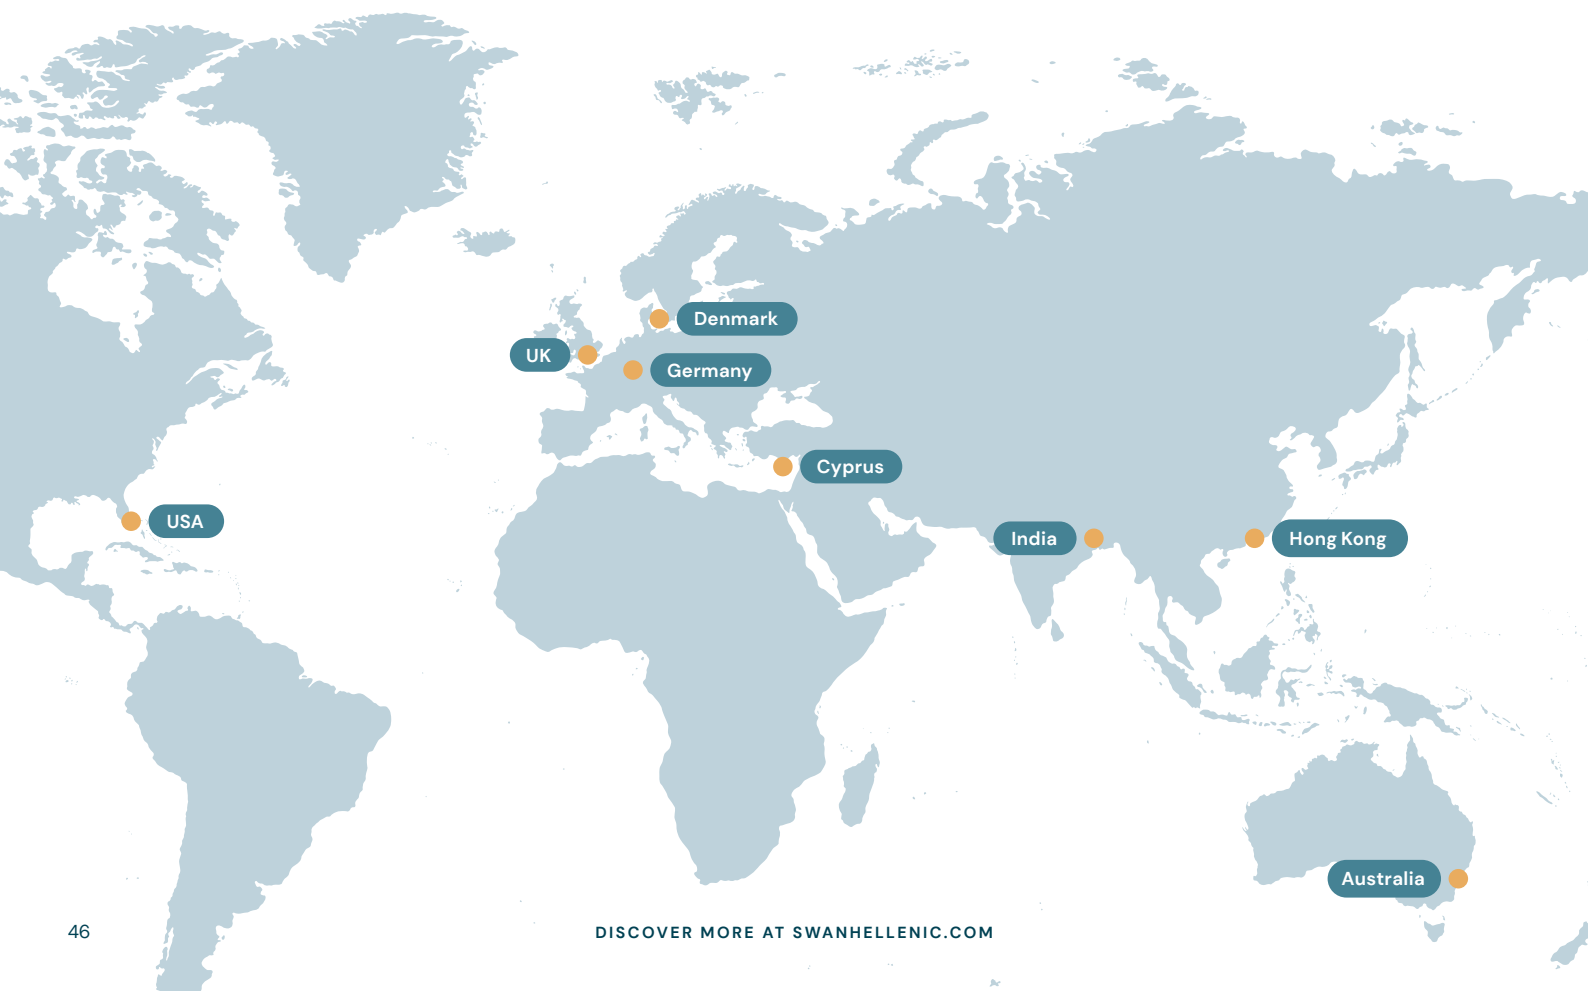 Denmark
UK
Germany
Cyprus
USA
India
Hong Kong
Australia
46
DISCOVER MORE AT SWANHELLENIC.COM